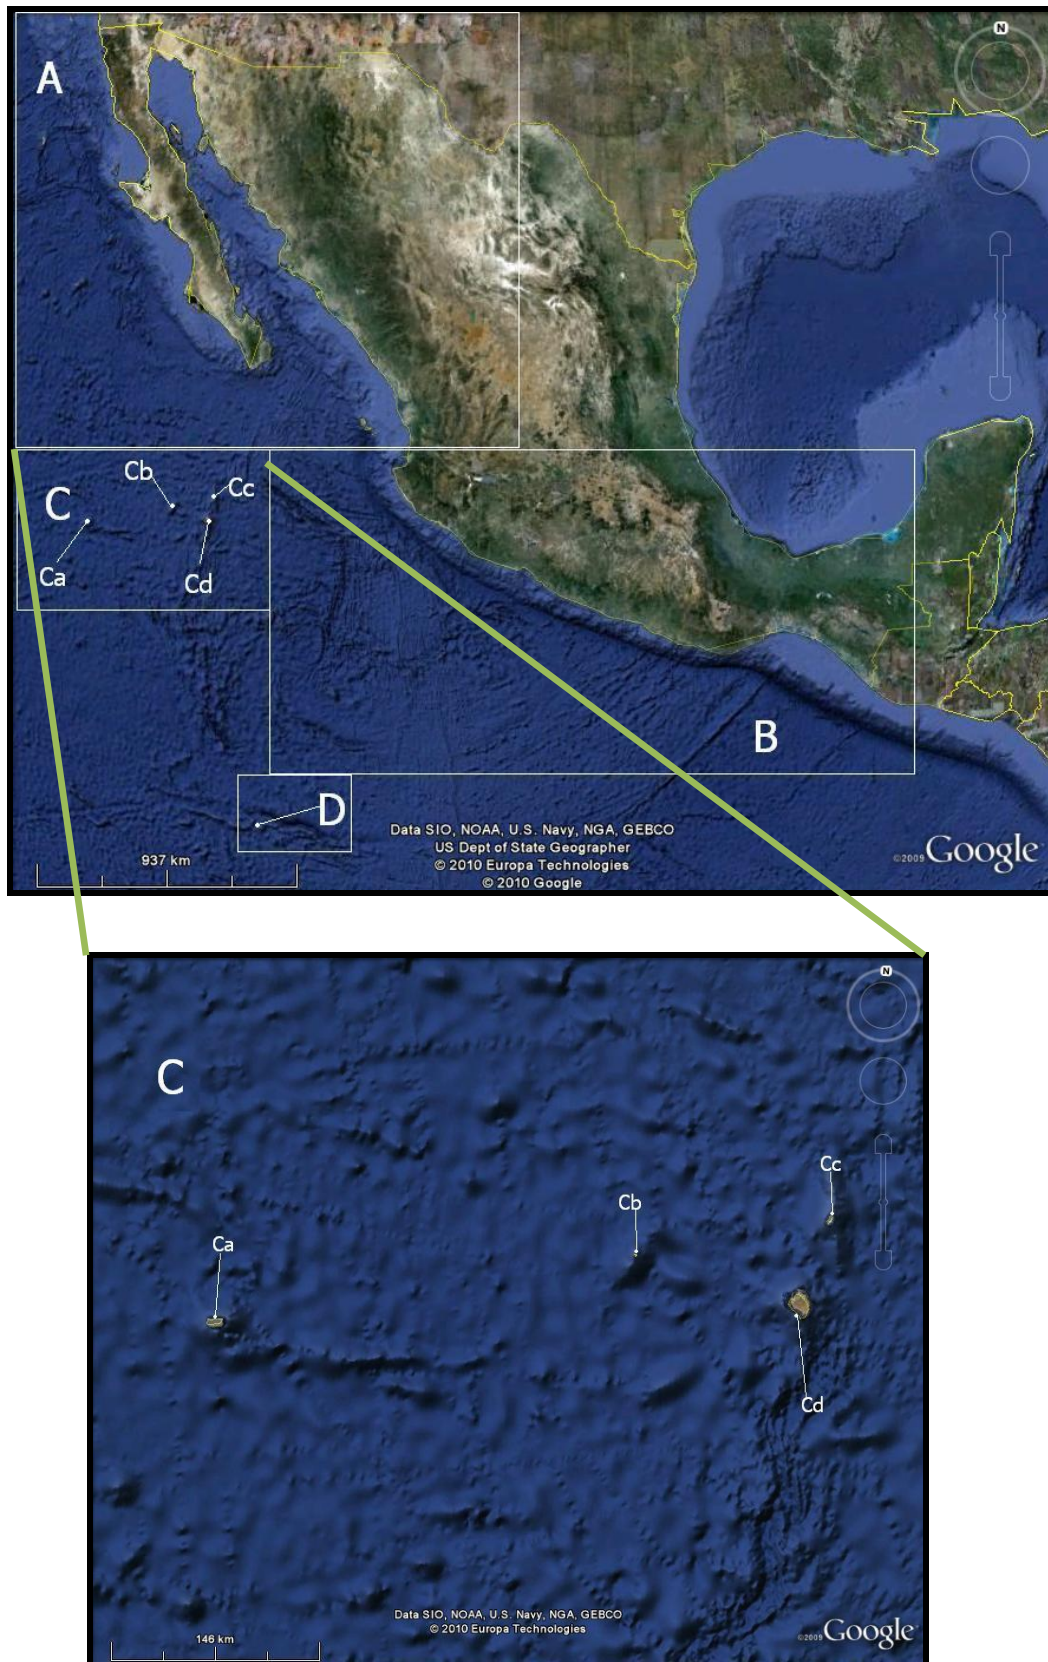 N
A
Cb
Cc
C
Ca
Cd
B
D
Data SIO, NOAA, U.S. Navy, NGA, GEBCO
US Dept of State Geographer
© 2010 Europa Technologies
© 2010 Google
937 km
©2009 Google
N
C
Cc
Cb
Ca
Cd
Data SIO, NOAA, U.S. Navy, NGA, GEBCO
© 2010 Europa Technologies
146 km
©2009 Google